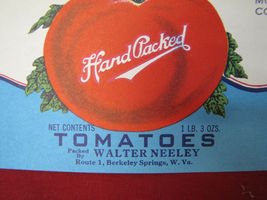 Hand Packed
NET CONTENTS 1 LB. 3 OZS.
TOMATOES
Packed By WALTER NEELEY
Route 1, Berkeley Springs, W. Va.